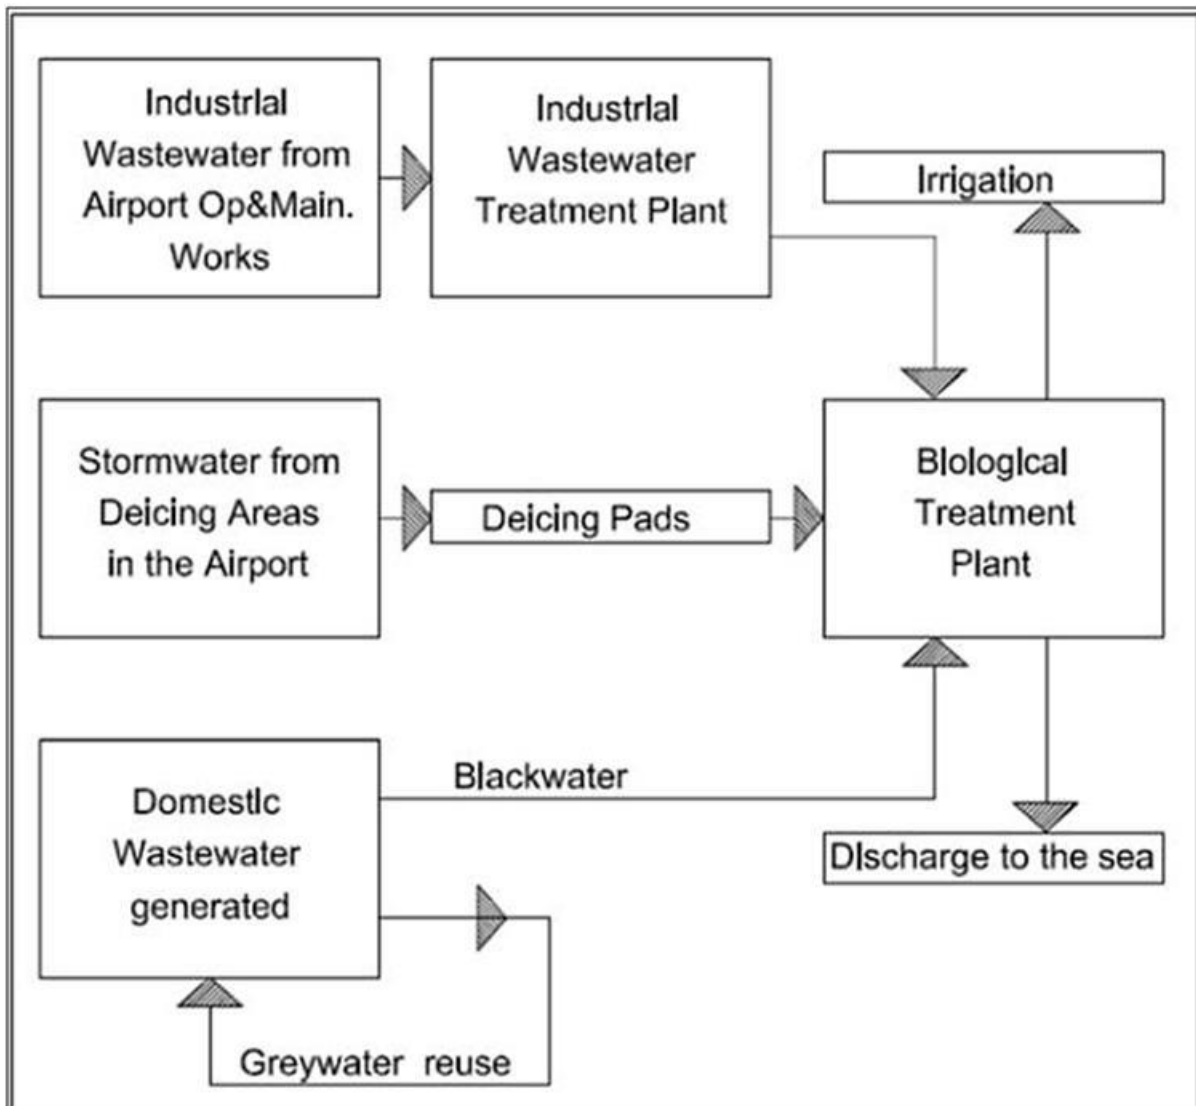 Industrial
Wastewater from
Airport Op&Main.
Works
Industrial
Wastewater
Treatment Plant
Irrigation
Stormwater from
Deicing Areas
in the Airport
Deicing Pads
Biological
Treatment
Plant
Domestic
Wastewater
generated
Blackwater
Discharge to the sea
Greywater reuse